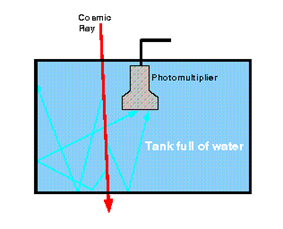 Cosmic
Ray
Photomultiplier
Tank full of water